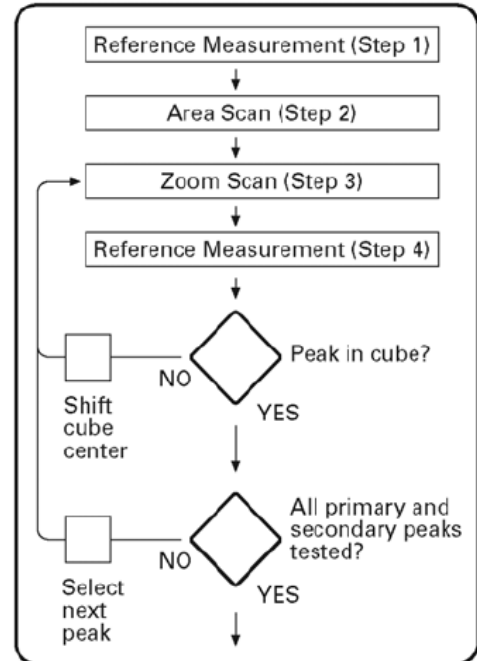 Reference Measurement (Step 1)
Area Scan (Step 2)
Zoom Scan (Step 3)
Reference Measurement (Step 4)
Peak in cube?
NO
YES
Shift
cube
center
All primary and
secondary peaks
tested?
NO
YES
Select
next
peak